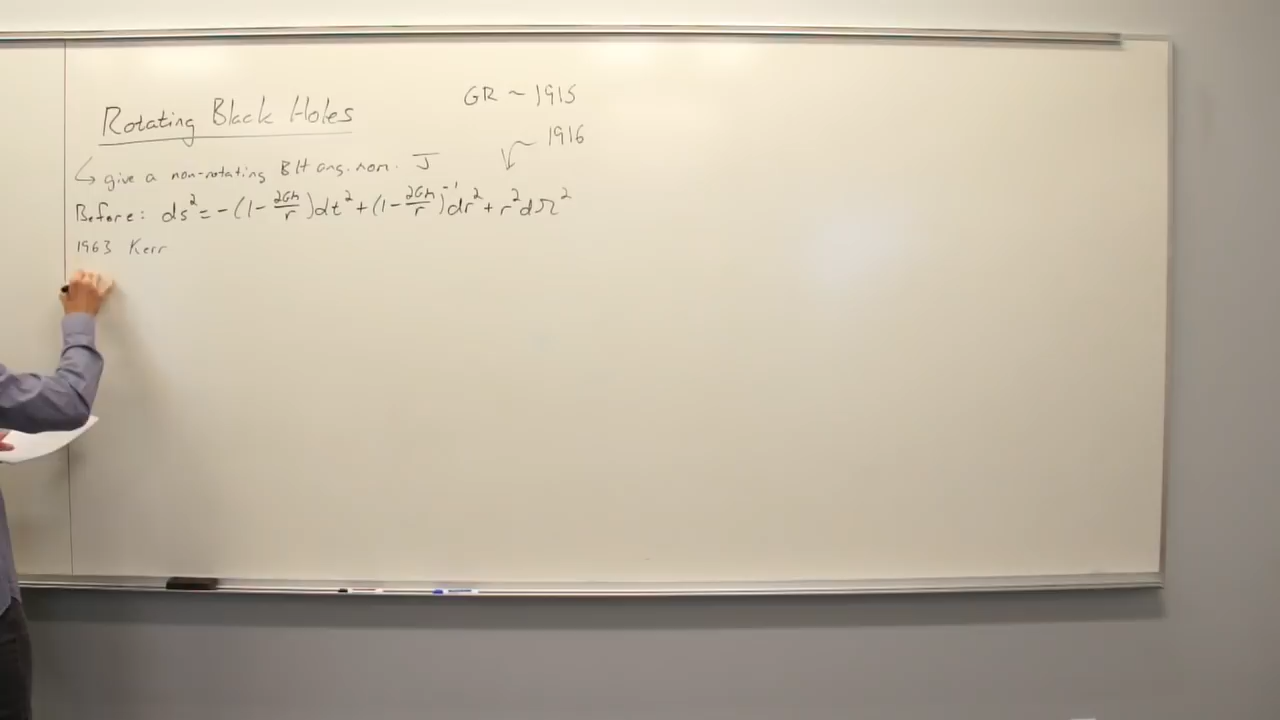 Rotating Black Holes
GR ~ 1915
1916
↳ give a non-rotating BH ang. mom. J
Before: ds² = -(1 - 2GM/r)dt² + (1 - 2GM/r)⁻¹dr² + r²dΩ²
1963 Kerr